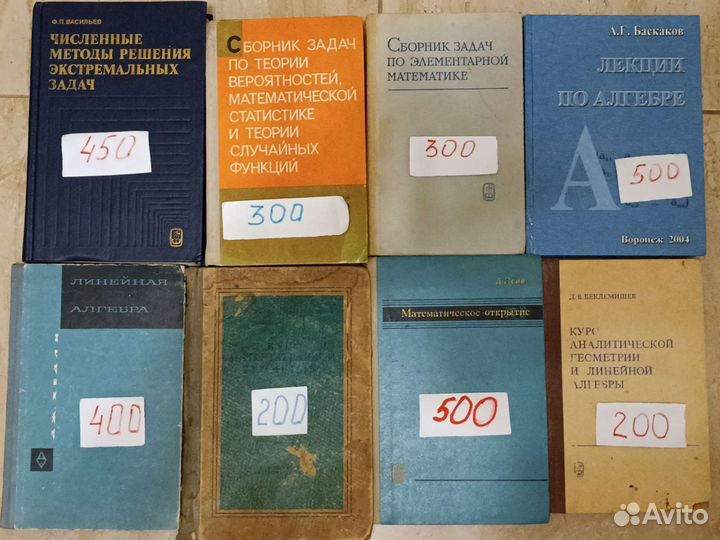 Ф.П.ВАСИЛЬЕВ
ЧИСЛЕННЫЕ
МЕТОДЫ РЕШЕНИЯ
ЭКСТРЕМАЛЬНЫХ
ЗАДАЧ
450
СБОРНИК ЗАДАЧ
ПО ТЕОРИИ
ВЕРОЯТНОСТЕЙ,
МАТЕМАТИЧЕСКОЙ
СТАТИСТИКЕ
И ТЕОРИИ
СЛУЧАЙНЫХ
ФУНКЦИЙ
300
СБОРНИК ЗАДАЧ
ПО ЭЛЕМЕНТАРНОЙ
МАТЕМАТИКЕ
300
А.Г. Баскаков
ЛЕКЦИИ
ПО АЛГЕБРЕ
А
500
Воронеж 2004
ЛИНЕЙНАЯ
АЛГЕБРА
400
КУРС
200
Математическое открытие
500
Д.В.БЕКЛЕМИШЕВ
КУРС
АНАЛИТИЧЕСКОЙ
ГЕОМЕТРИИ
И ЛИНЕЙНОЙ
АЛГЕБРЫ
200
Avito